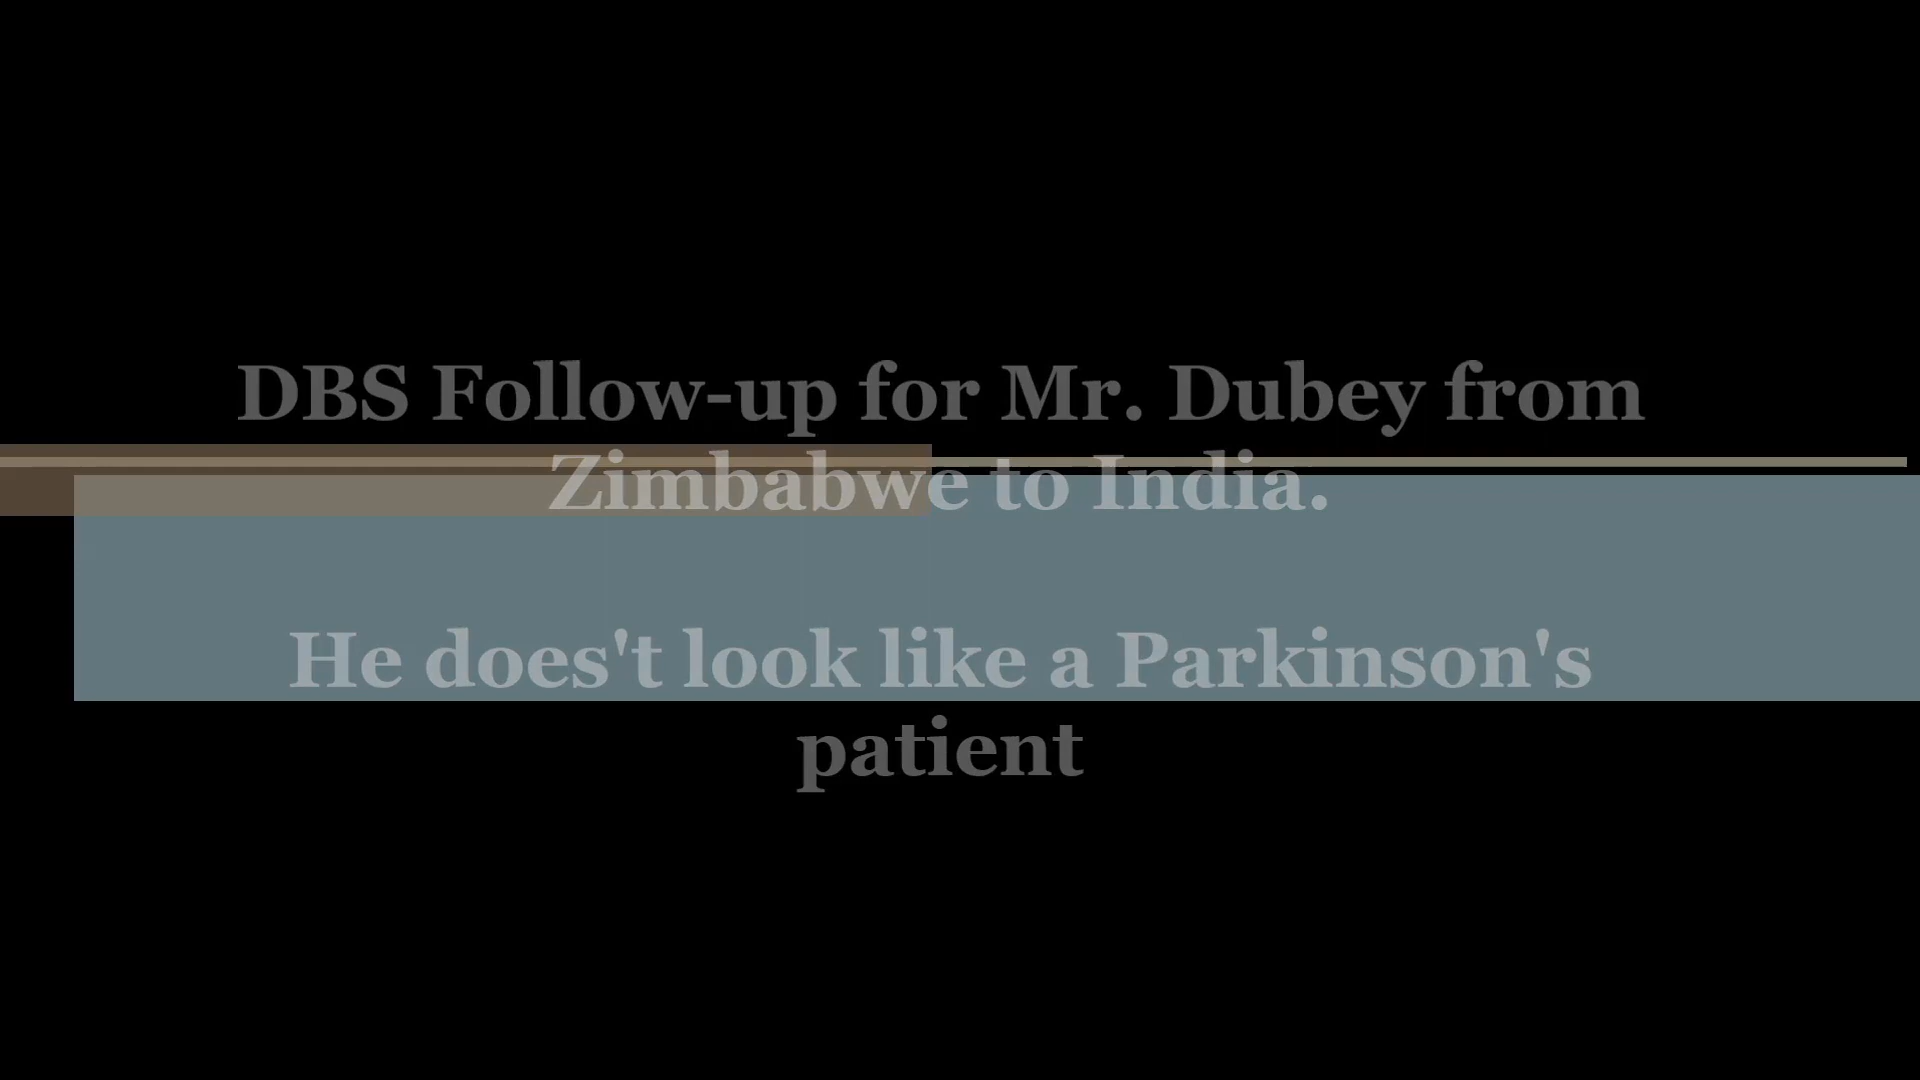 DBS Follow-up for Mr. Dubey from
Zimbabwe to India.
He does't look like a Parkinson's
patient